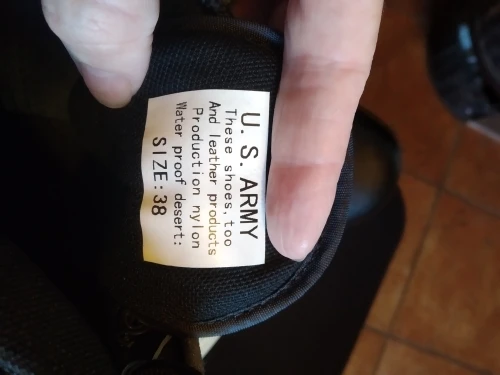 U.S.ARMY
These shoes,too
And leather products
Production nylon
Water proof desert:
SIZE:38